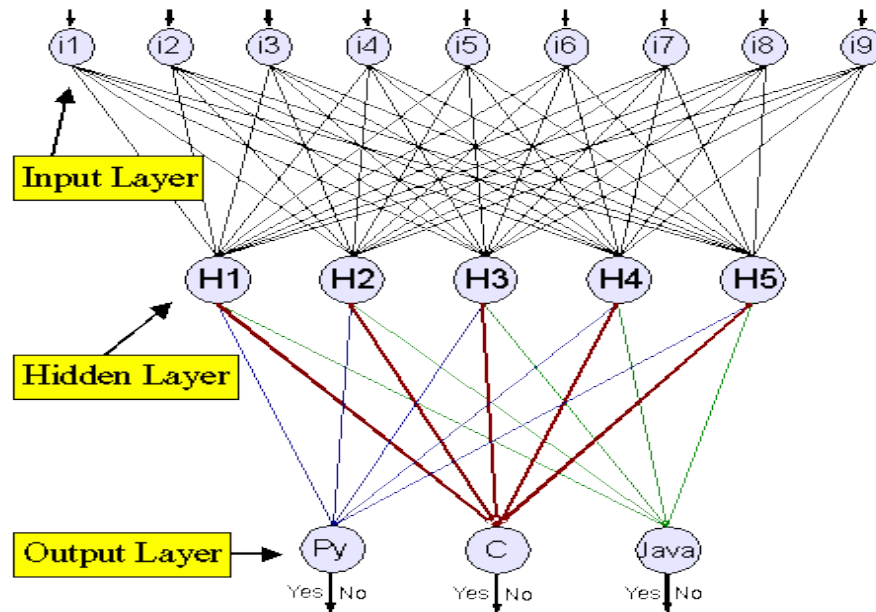 i1 i2 i3 i4 i5 i6 i7 i8 i9
Input Layer
H1 H2 H3 H4 H5
Hidden Layer
Output Layer
Py C Java
Yes No Yes No Yes No